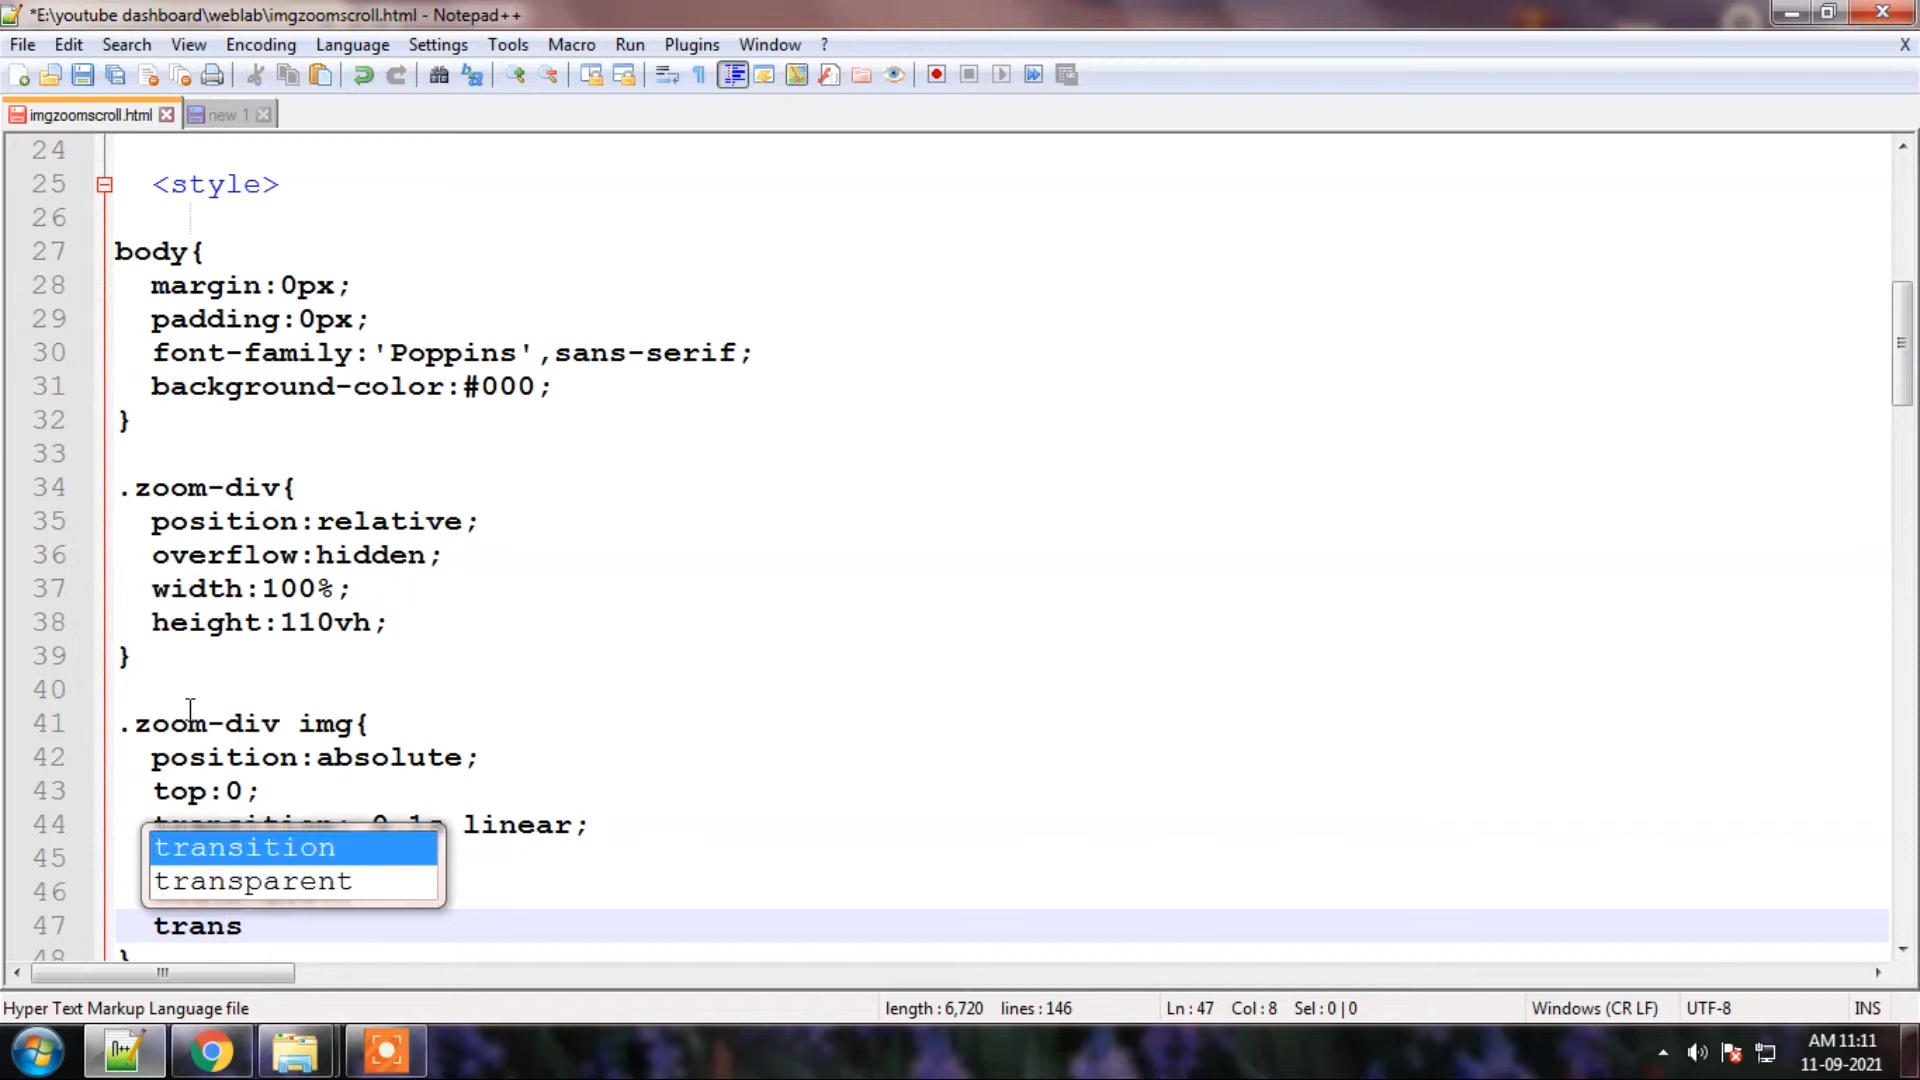 *E:\youtube dashboard\weblab\imgzoomscroll.html - Notepad++
File Edit Search View Encoding Language Settings Tools Macro Run Plugins Window ? X
imgzoomscroll.html new 1
24
25 <style>
26
27 body{
28 margin:0px;
29 padding:0px;
30 font-family:'Poppins',sans-serif;
31 background-color:#000;
32 }
33
34 .zoom-div{
35 position:relative;
36 overflow:hidden;
37 width:100%;
38 height:110vh;
39 }
40
41 .zoom-div img{
42 position:absolute;
43 top:0;
44 transition: 0.1s linear;
45
transition
46
transparent
47 trans
48 }
Hyper Text Markup Language file length : 6,720 lines : 146 Ln : 47 Col : 8 Sel : 0 | 0 Windows (CR LF) UTF-8 INS
AM 11:11
11-09-2021